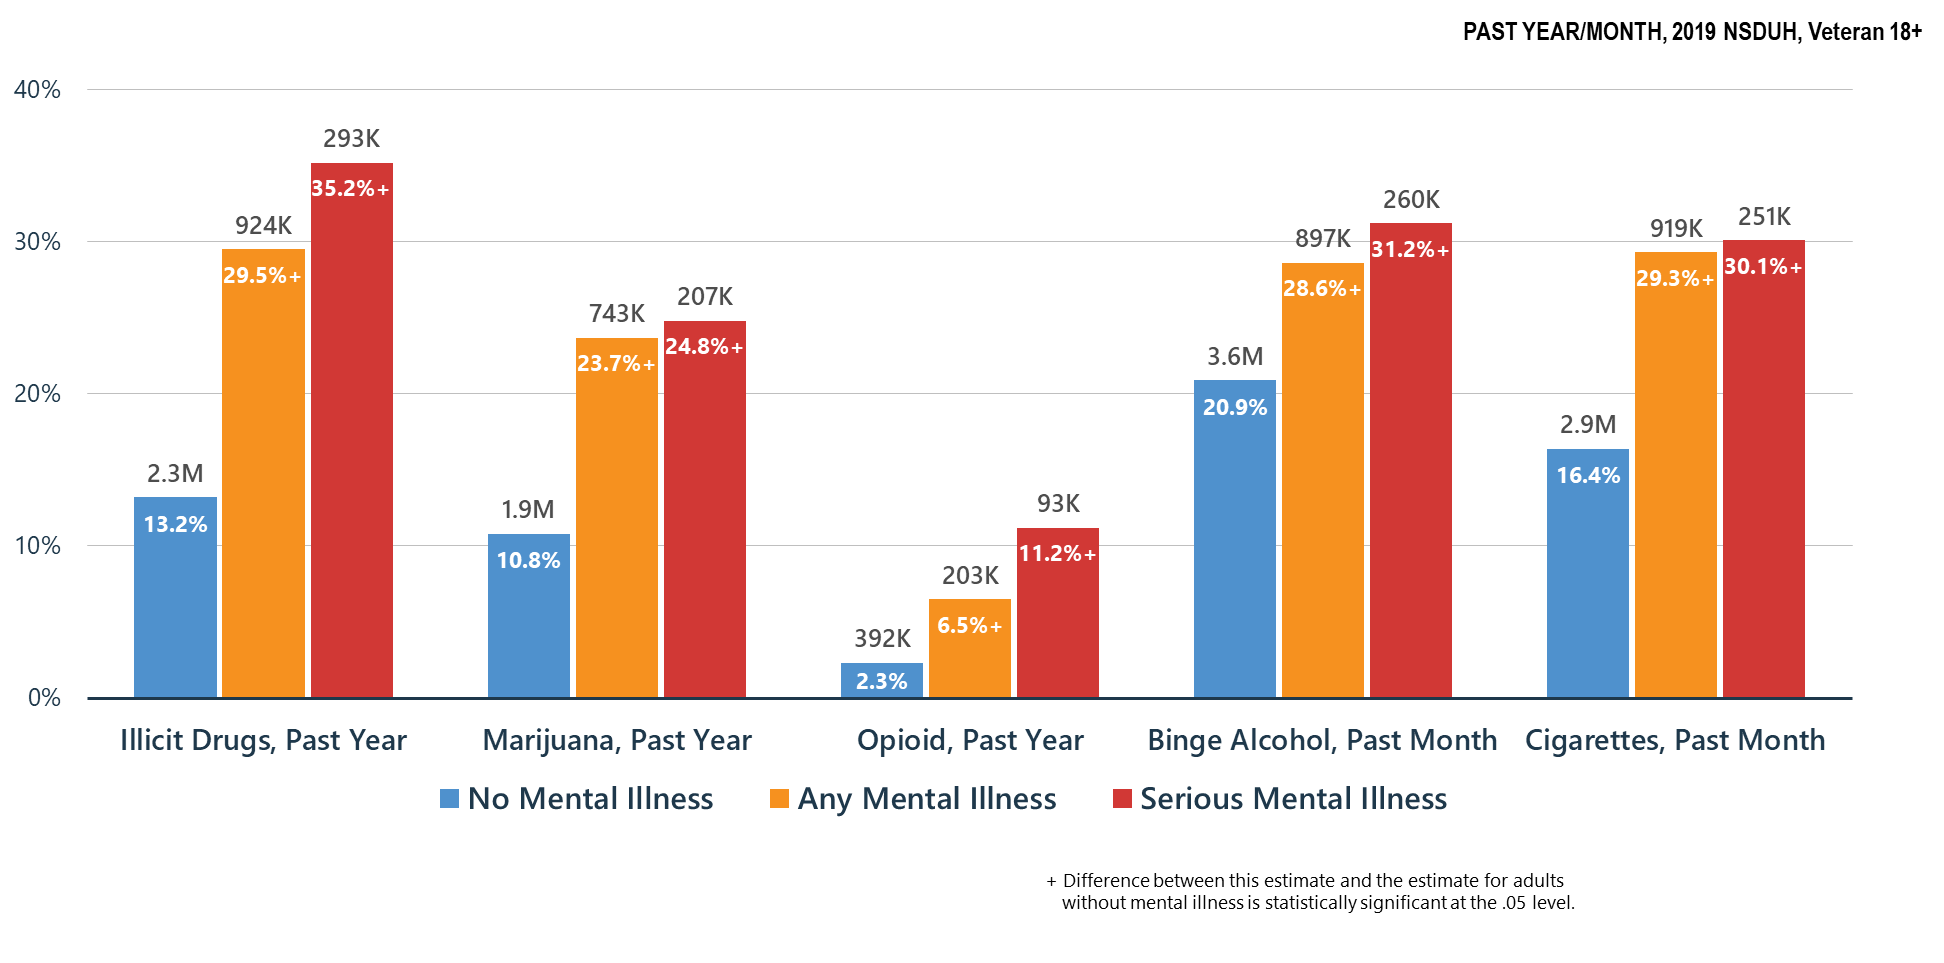 PAST YEAR/MONTH, 2019 NSDUH, Veteran 18+
40%
30%
20%
10%
0%
2.3M
13.2%
924K
29.5%+
293K
35.2%+
1.9M
10.8%
743K
23.7%+
207K
24.8%+
392K
2.3%
203K
6.5%+
93K
11.2%+
3.6M
20.9%
897K
28.6%+
260K
31.2%+
2.9M
16.4%
919K
29.3%+
251K
30.1%+
Illicit Drugs, Past Year
Marijuana, Past Year
Opioid, Past Year
Binge Alcohol, Past Month
Cigarettes, Past Month
No Mental Illness
Any Mental Illness
Serious Mental Illness
+ Difference between this estimate and the estimate for adults
without mental illness is statistically significant at the .05 level.